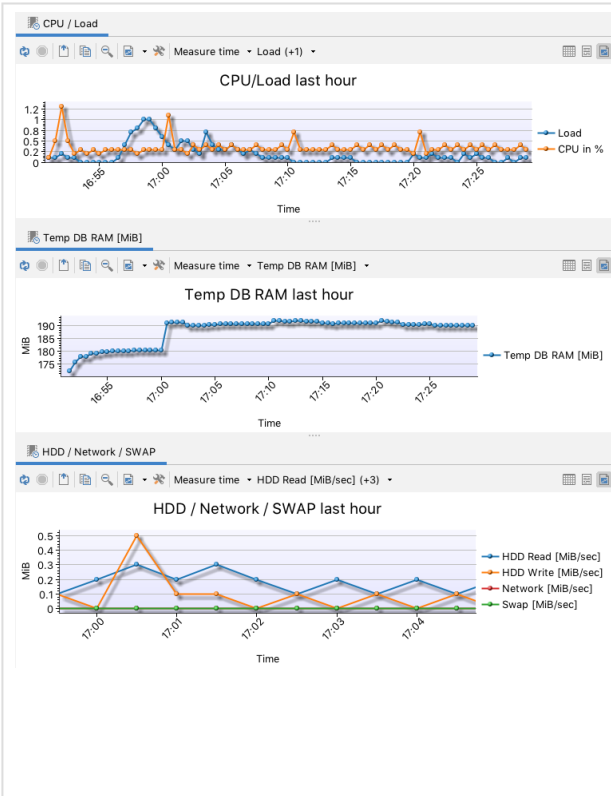 CPU / Load
Measure time Load (+1)
CPU/Load last hour
1.2
1
0.8
0.5
0.2
0
Load
CPU in %
16:55
17:00
17:05
17:10
17:15
17:20
17:25
Time
Temp DB RAM [MiB]
Measure time Temp DB RAM [MiB]
Temp DB RAM last hour
MiB
190
185
180
175
Temp DB RAM [MiB]
16:55
17:00
17:05
17:10
17:15
17:20
17:25
Time
HDD / Network / SWAP
Measure time HDD Read [MiB/sec] (+3)
HDD / Network / SWAP last hour
MiB
0.5
0.4
0.3
0.2
0.1
0
HDD Read [MiB/sec]
HDD Write [MiB/sec]
Network [MiB/sec]
Swap [MiB/sec]
17:00
17:01
17:02
17:03
17:04
Time